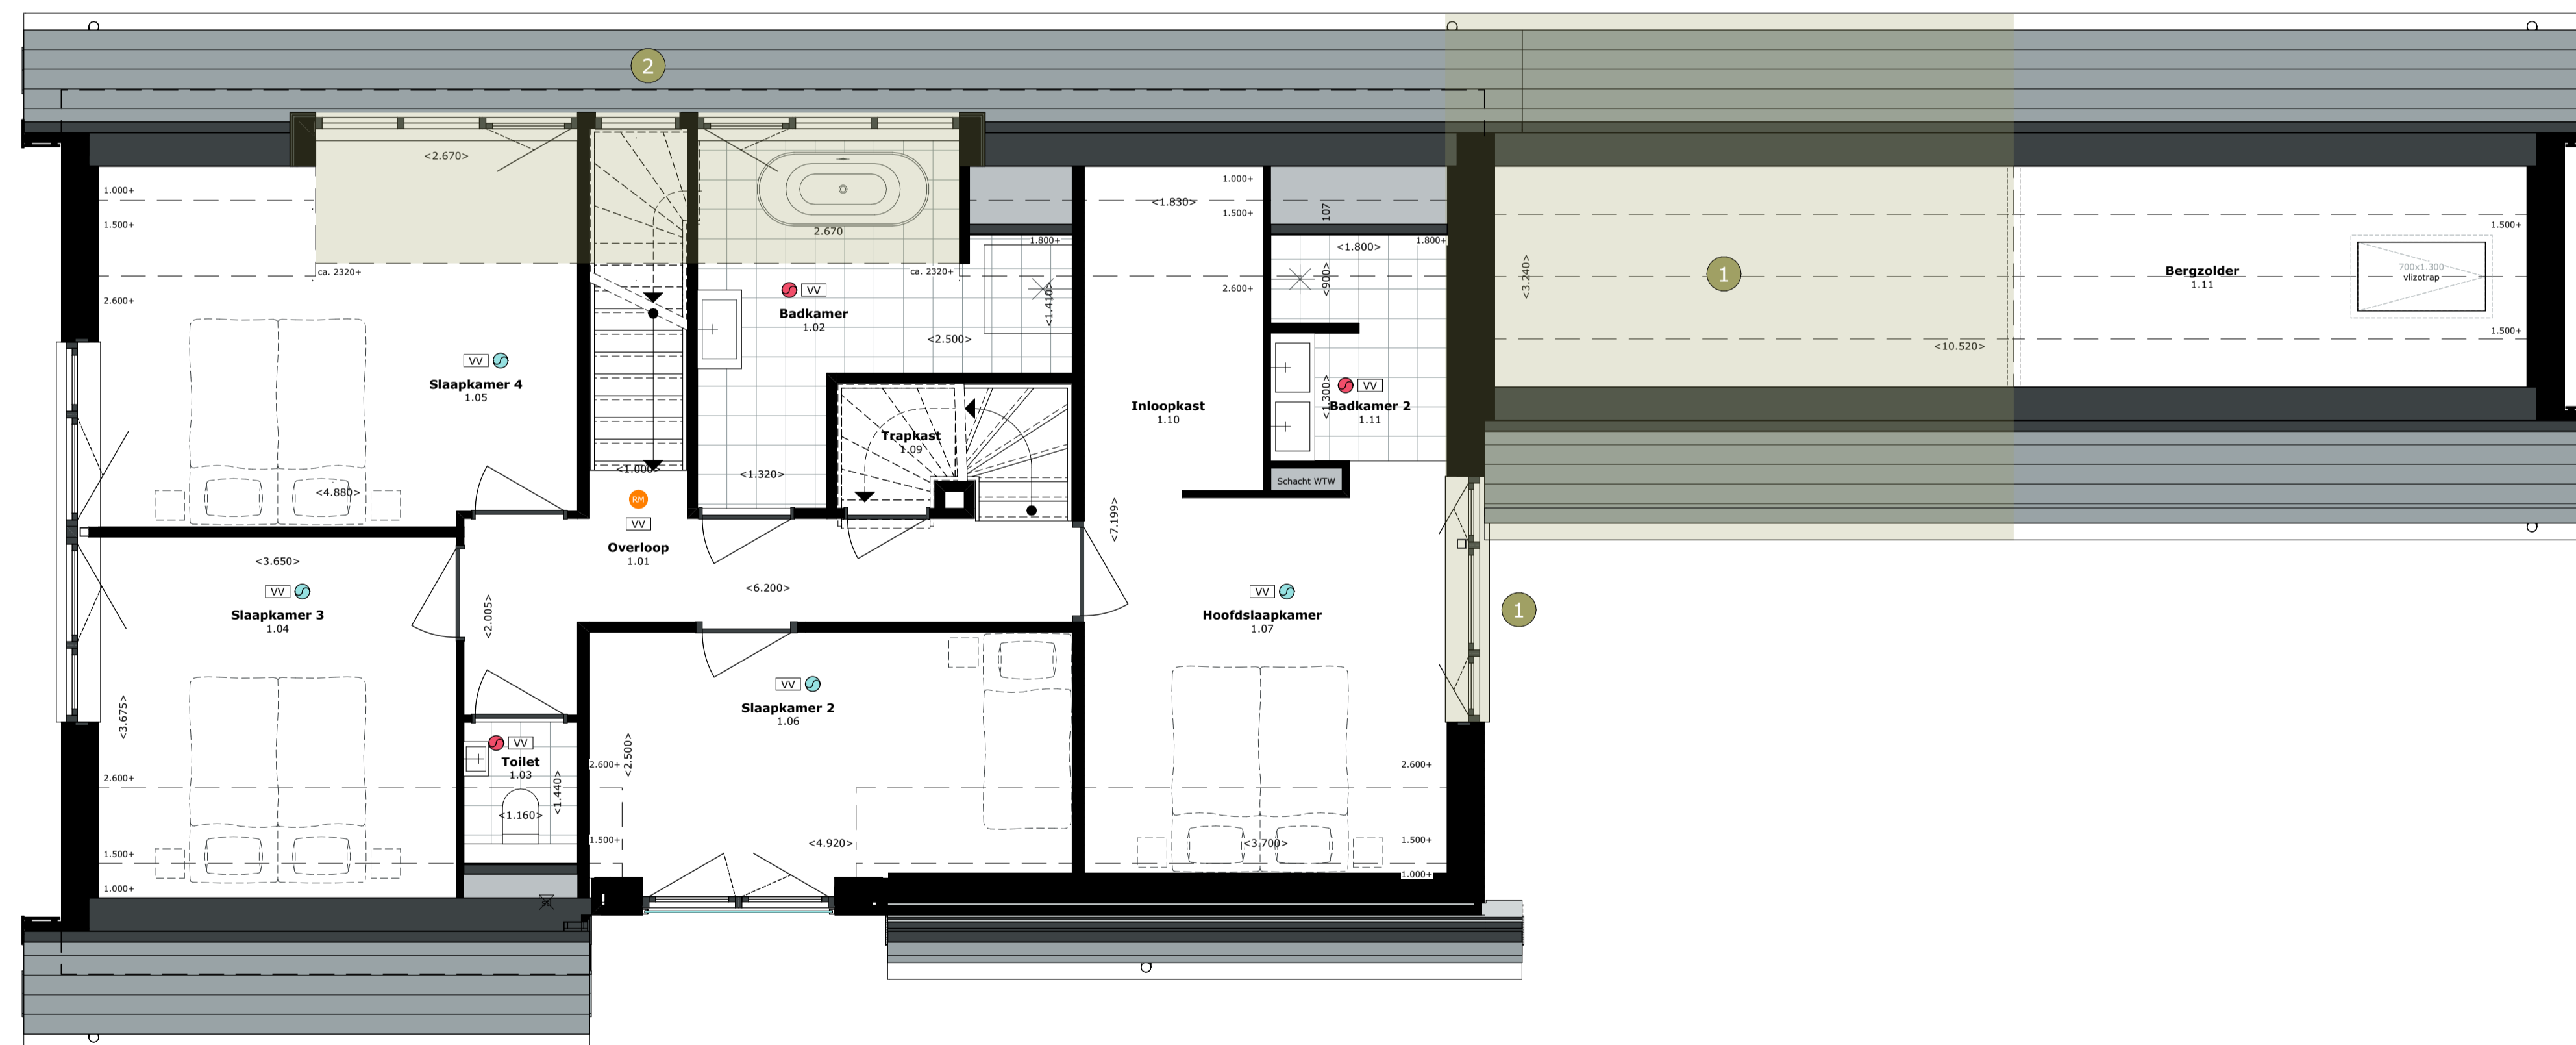 2
<2.670>
1.000+
1.500+
ca. 2320+
2.600+
VV
Slaapkamer 4
1.05
<4.880>
<1.000>
2.670
ca. 2320+
VV
Badkamer
1.02
1.800+
<1.410>
<2.500>
<1.320>
Trapkast
1.09
<1.830>
1.000+
1.500+
2.600+
Inloopkast
1.10
107
<1.800>
1.800+
<900>
<1.300>
VV
Badkamer 2
1.11
Schacht WTW
<3.240>
1
<10.520>
Bergzolder
1.11
1.500+
700x1.300
vlizotrap
1.500+
RM
VV
Overloop
1.01
<6.200>
<2.005>
<7.199>
<3.650>
VV
Slaapkamer 3
1.04
<3.675>
2.600+
1.500+
1.000+
VV
Toilet
1.03
<1.440>
<1.160>
VV
Slaapkamer 2
1.06
2.600+
<2.500>
1.500+
<4.920>
VV
Hoofdslaapkamer
1.07
1
2.600+
<3.700>
1.500+
1.000+